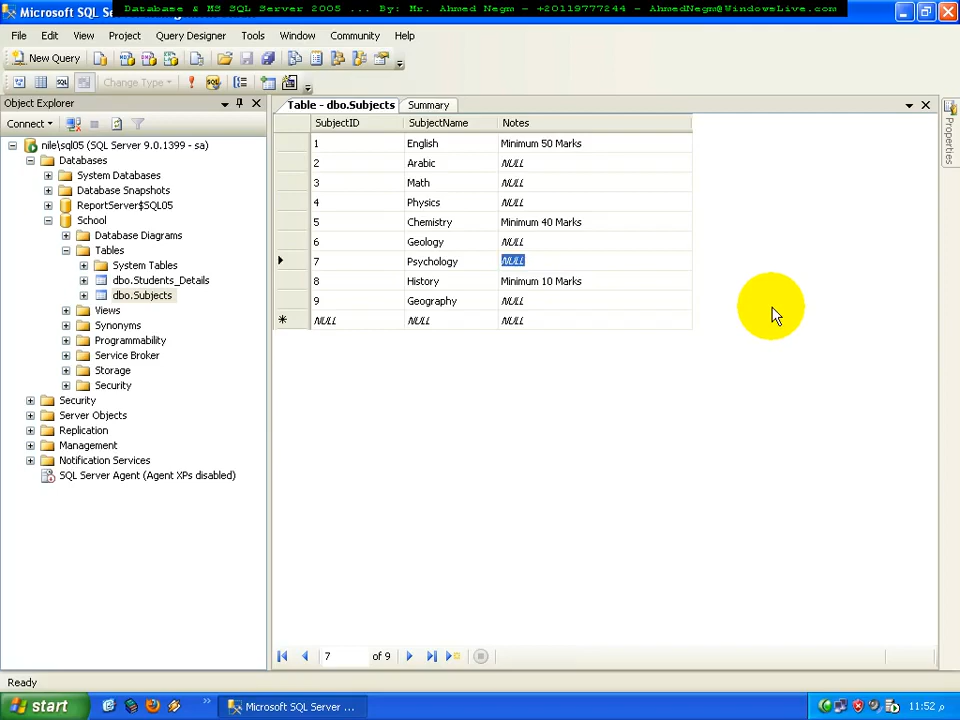 Microsoft SQL Se
Database & MS SQL Server 2005 ... By: Mr. Ahmed Negm - +20119777244 - AhmedNegm@WindowsLive.com
File Edit View Project Query Designer Tools Window Community Help
New Query
Change Type
Object Explorer
Table - dbo.Subjects Summary
Connect
Properties
nile\sql05 (SQL Server 9.0.1399 - sa)
Databases
System Databases
Database Snapshots
ReportServer$SQL05
School
Database Diagrams
Tables
System Tables
dbo.Students_Details
dbo.Subjects
Views
Synonyms
Programmability
Service Broker
Storage
Security
Security
Server Objects
Replication
Management
Notification Services
SQL Server Agent (Agent XPs disabled)
SubjectID SubjectName Notes
1 English Minimum 50 Marks
2 Arabic NULL
3 Math NULL
4 Physics NULL
5 Chemistry Minimum 40 Marks
6 Geology NULL
7 Psychology NULL
8 History Minimum 10 Marks
9 Geography NULL
NULL NULL NULL
7 of 9
Ready
start Microsoft SQL Server ... 11:52 م